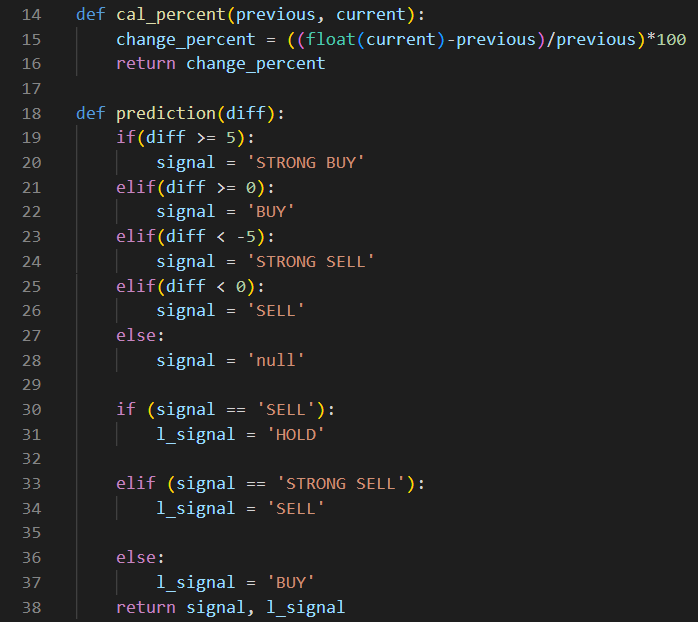 14 def cal_percent(previous, current):
15     change_percent = ((float(current)-previous)/previous)*100
16     return change_percent
17
18 def prediction(diff):
19     if(diff >= 5):
20         signal = 'STRONG BUY'
21     elif(diff >= 0):
22         signal = 'BUY'
23     elif(diff < -5):
24         signal = 'STRONG SELL'
25     elif(diff < 0):
26         signal = 'SELL'
27     else:
28         signal = 'null'
29
30     if (signal == 'SELL'):
31         l_signal = 'HOLD'
32
33     elif (signal == 'STRONG SELL'):
34         l_signal = 'SELL'
35
36     else:
37         l_signal = 'BUY'
38     return signal, l_signal